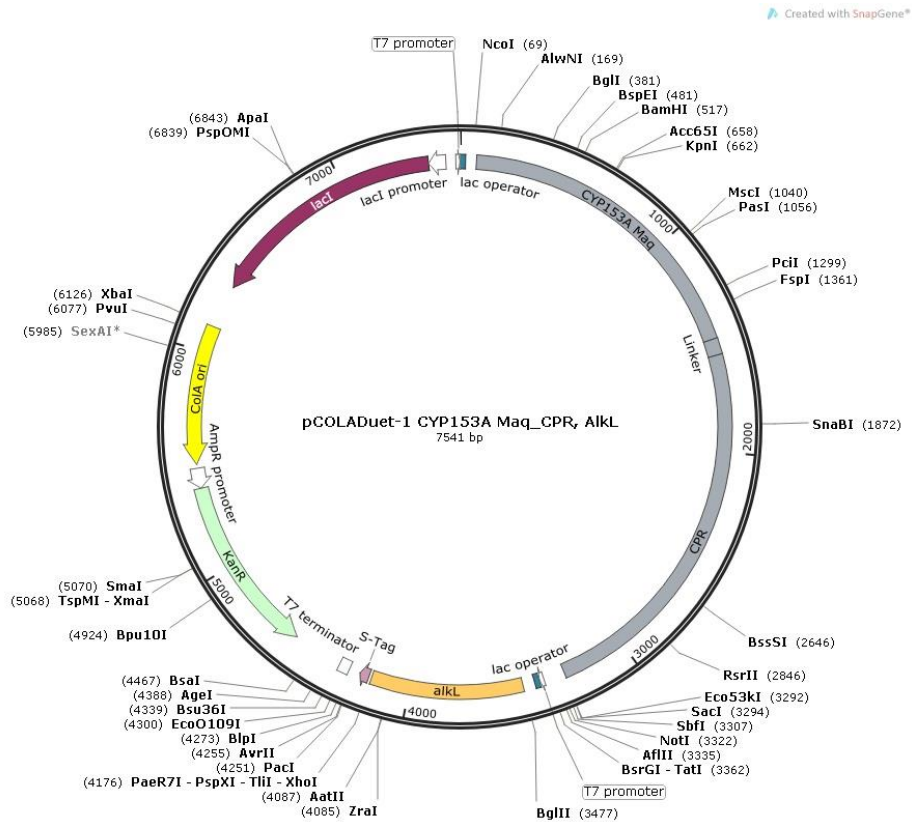 Created with SnapGene®
T7 promoter
NcoI (69)
AlwNI (169)
BglI (381)
BspEI (481)
BamHI (517)
Acc65I (658)
KpnI (662)
MscI (1040)
PasI (1056)
PciI (1299)
FspI (1361)
SnaBI (1872)
BssSI (2646)
RsrII (2846)
Eco53kI (3292)
SacI (3294)
SbfI (3307)
NotI (3322)
AflII (3335)
BsrGI - TatI (3362)
T7 promoter
BglII (3477)
(4085) ZraI
(4087) AatII
(4176) PaeR7I - PspXI - TliI - XhoI
(4251) PacI
(4255) AvrII
(4273) BlpI
(4300) EcoO109I
(4339) Bsu36I
(4388) AgeI
(4467) BsaI
(4924) Bpu10I
(5068) TspMI - XmaI
(5070) SmaI
(5985) SexAI*
(6077) PvuI
(6126) XbaI
(6839) PspOMI
(6843) ApaI
lacI promoter
lac operator
CYP153A Maq
Linker
CPR
lac operator
alkL
S-Tag
T7 terminator
KanR
AmpR promoter
ColA ori
lacI
1000
2000
3000
4000
5000
6000
7000
pCOLADuet-1 CYP153A Maq_CPR, AlkL
7541 bp